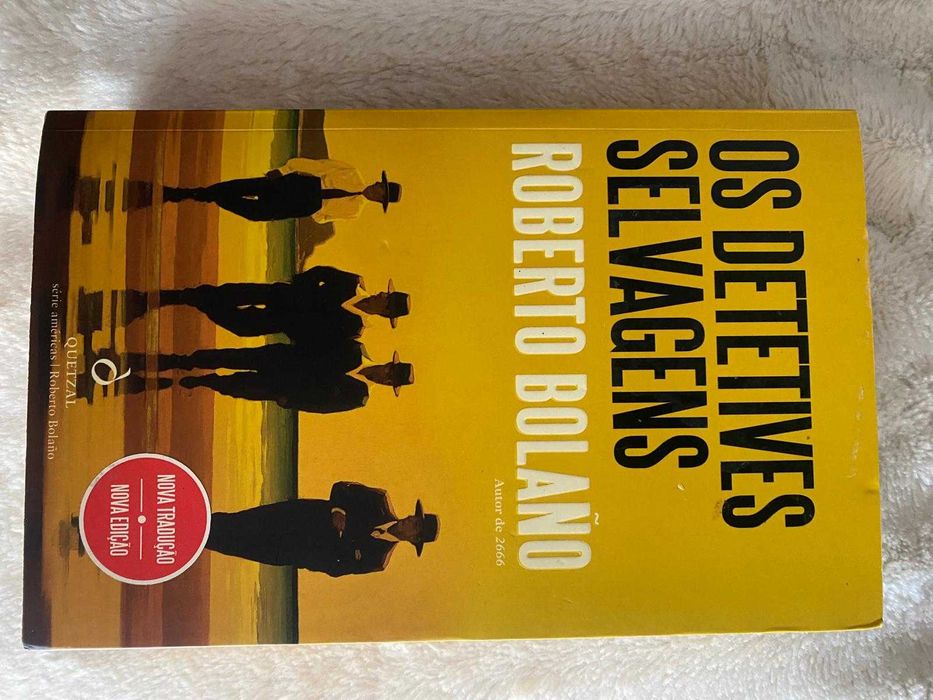 OS DETETIVES
SELVAGENS
ROBERTO BOLAÑO
Autor de 2666
NOVA TRADUÇÃO
NOVA EDIÇÃO
QUETZAL
série américas | Roberto Bolaño